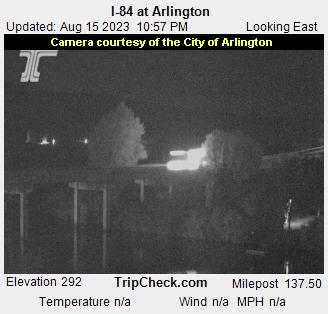 I-84 at Arlington
Updated: Aug 15 2023 10:57 PM Looking East
Camera courtesy of the City of Arlington
Elevation 292 TripCheck.com Milepost 137.50
Temperature n/a Wind n/a MPH n/a